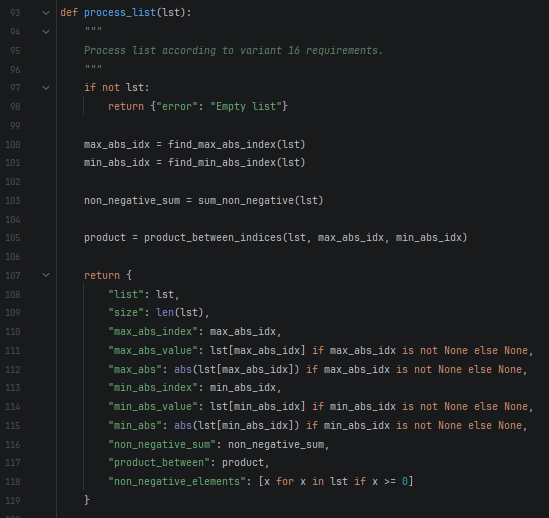 93 def process_list(lst):
94     """
95     Process list according to variant 16 requirements.
96     """
97     if not lst:
98         return {"error": "Empty list"}
99
100     max_abs_idx = find_max_abs_index(lst)
101     min_abs_idx = find_min_abs_index(lst)
102
103     non_negative_sum = sum_non_negative(lst)
104
105     product = product_between_indices(lst, max_abs_idx, min_abs_idx)
106
107     return {
108         "list": lst,
109         "size": len(lst),
110         "max_abs_index": max_abs_idx,
111         "max_abs_value": lst[max_abs_idx] if max_abs_idx is not None else None,
112         "max_abs": abs(lst[max_abs_idx]) if max_abs_idx is not None else None,
113         "min_abs_index": min_abs_idx,
114         "min_abs_value": lst[min_abs_idx] if min_abs_idx is not None else None,
115         "min_abs": abs(lst[min_abs_idx]) if min_abs_idx is not None else None,
116         "non_negative_sum": non_negative_sum,
117         "product_between": product,
118         "non_negative_elements": [x for x in lst if x >= 0]
119     }